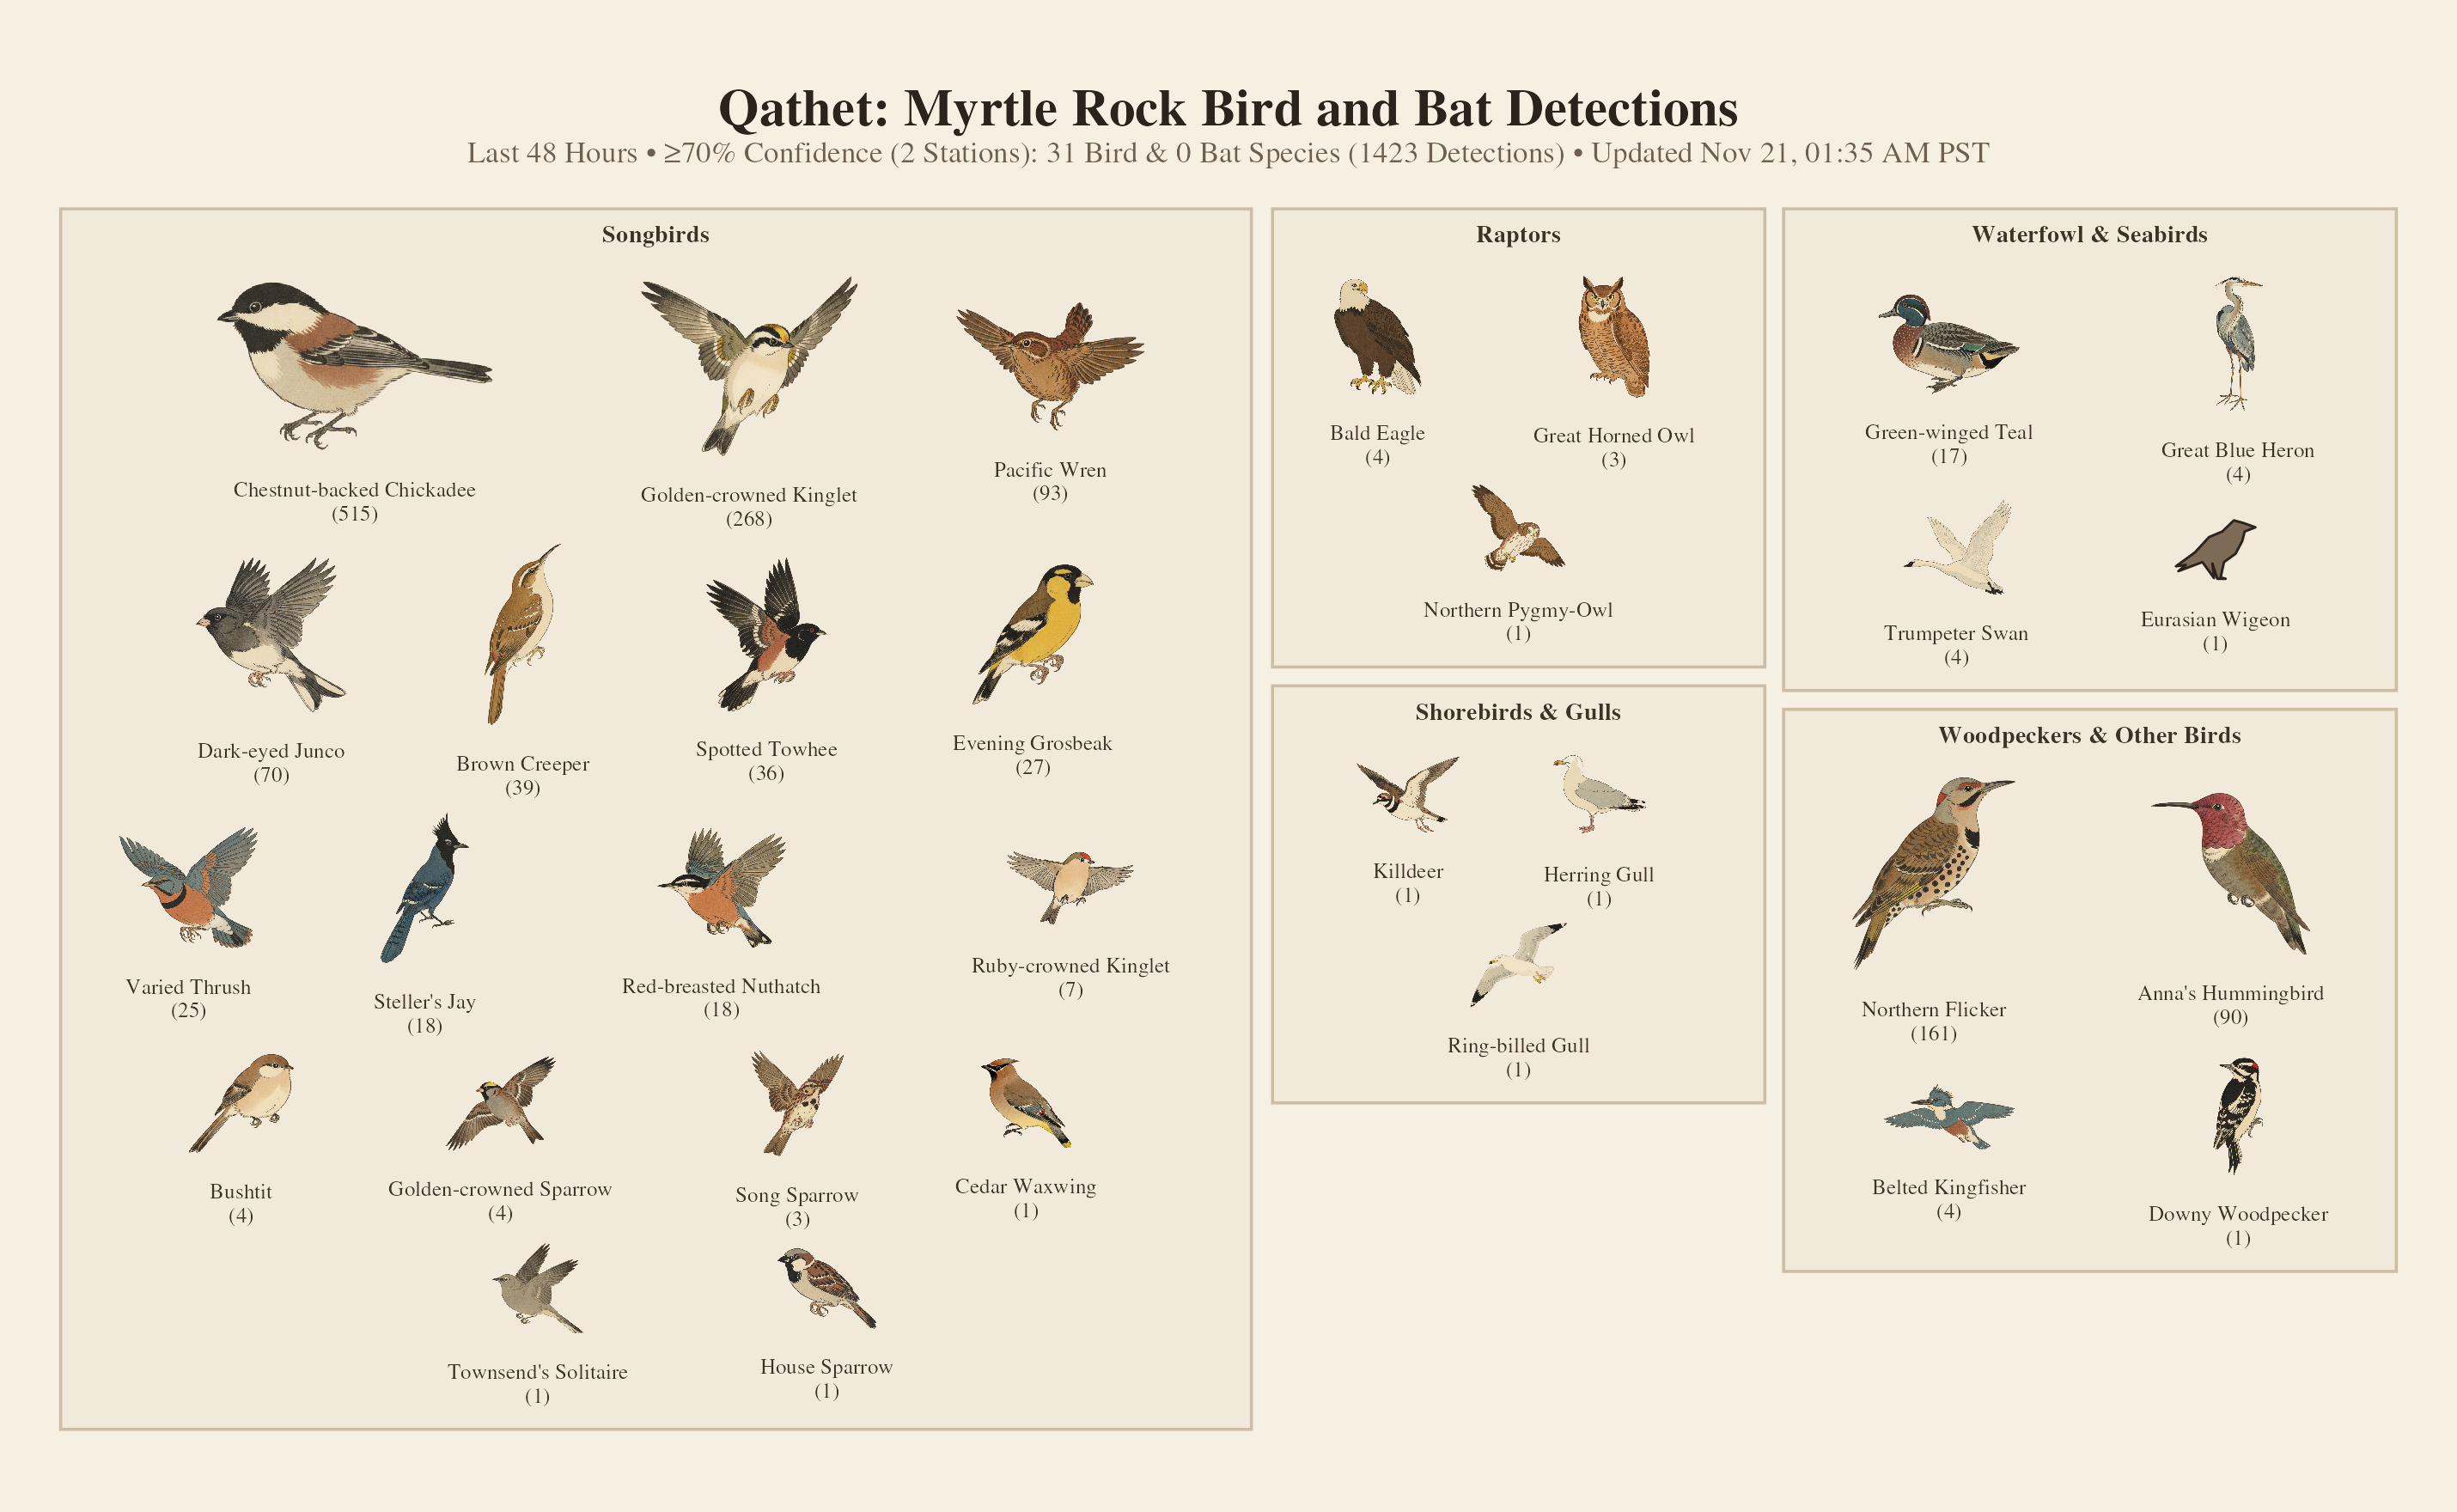 Qathet: Myrtle Rock Bird and Bat Detections
Last 48 Hours • ≥70% Confidence (2 Stations): 31 Bird & 0 Bat Species (1423 Detections) • Updated Nov 21, 01:35 AM PST
Songbirds
Chestnut-backed Chickadee
(515)
Golden-crowned Kinglet
(268)
Pacific Wren
(93)
Dark-eyed Junco
(70)
Brown Creeper
(39)
Spotted Towhee
(36)
Evening Grosbeak
(27)
Varied Thrush
(25)
Steller's Jay
(18)
Red-breasted Nuthatch
(18)
Ruby-crowned Kinglet
(7)
Bushtit
(4)
Golden-crowned Sparrow
(4)
Song Sparrow
(3)
Cedar Waxwing
(1)
Townsend's Solitaire
(1)
House Sparrow
(1)
Raptors
Bald Eagle
(4)
Great Horned Owl
(3)
Northern Pygmy-Owl
(1)
Shorebirds & Gulls
Killdeer
(1)
Herring Gull
(1)
Ring-billed Gull
(1)
Waterfowl & Seabirds
Green-winged Teal
(17)
Great Blue Heron
(4)
Trumpeter Swan
(4)
Eurasian Wigeon
(1)
Woodpeckers & Other Birds
Northern Flicker
(161)
Anna's Hummingbird
(90)
Belted Kingfisher
(4)
Downy Woodpecker
(1)